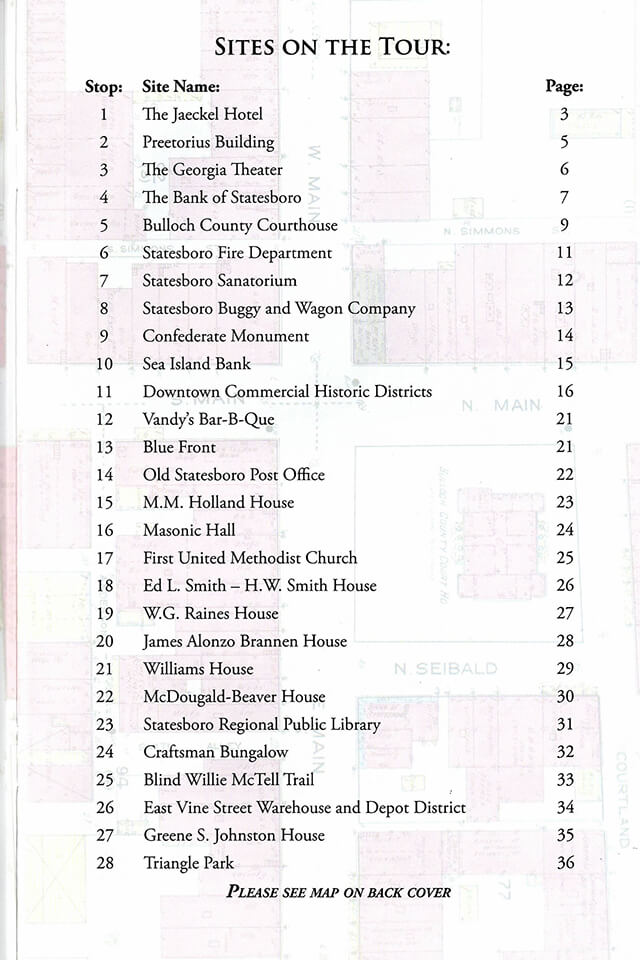 Sites on the Tour:
Stop: Site Name: Page:
1 The Jaeckel Hotel 3
2 Preetorius Building 5
3 The Georgia Theater 6
4 The Bank of Statesboro 7
5 Bulloch County Courthouse 9
6 Statesboro Fire Department 11
7 Statesboro Sanatorium 12
8 Statesboro Buggy and Wagon Company 13
9 Confederate Monument 14
10 Sea Island Bank 15
11 Downtown Commercial Historic Districts 16
12 Vandy's Bar-B-Que 21
13 Blue Front 21
14 Old Statesboro Post Office 22
15 M.M. Holland House 23
16 Masonic Hall 24
17 First United Methodist Church 25
18 Ed L. Smith – H.W. Smith House 26
19 W.G. Raines House 27
20 James Alonzo Brannen House 28
21 Williams House 29
22 McDougald-Beaver House 30
23 Statesboro Regional Public Library 31
24 Craftsman Bungalow 32
25 Blind Willie McTell Trail 33
26 East Vine Street Warehouse and Depot District 34
27 Greene S. Johnston House 35
28 Triangle Park 36
Please see map on back cover
W. MAIN
N. SIMMONS
S. SIMMONS
S. MAIN
N. MAIN
N. SEIBALD
E. MAIN
COURTLAND
77